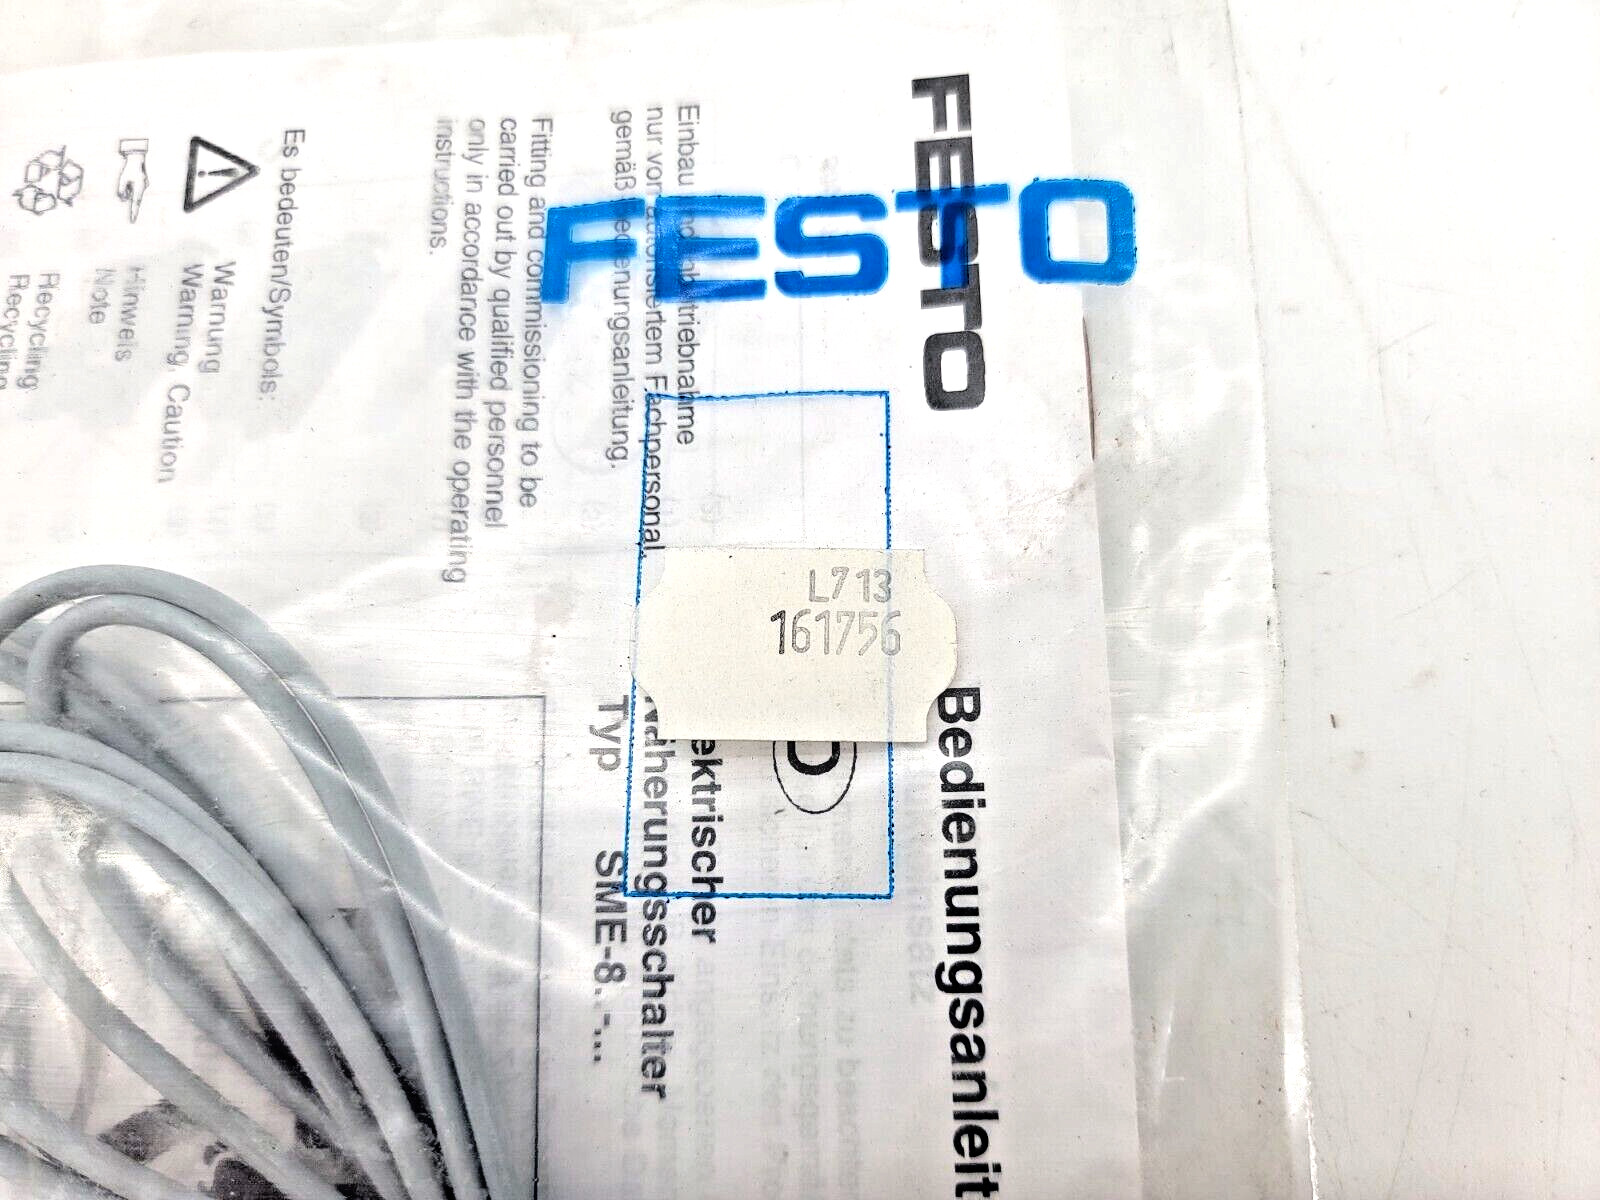 FESTO
FESTO
L713
161756
Bedienungsanleit
D
ektrischer
Näherungsschalter
Typ SME-8.-...
Einbau und Inbetriebnahme
nur von autorisiertem Fachpersonal,
gemäß Bedienungsanleitung.
Fitting and commissioning to be
carried out by qualified personnel
only in accordance with the operating
instructions.
Es bedeuten/Symbols:
Warnung
Warning, Caution
Hinweis
Note
Recycling
Recycling